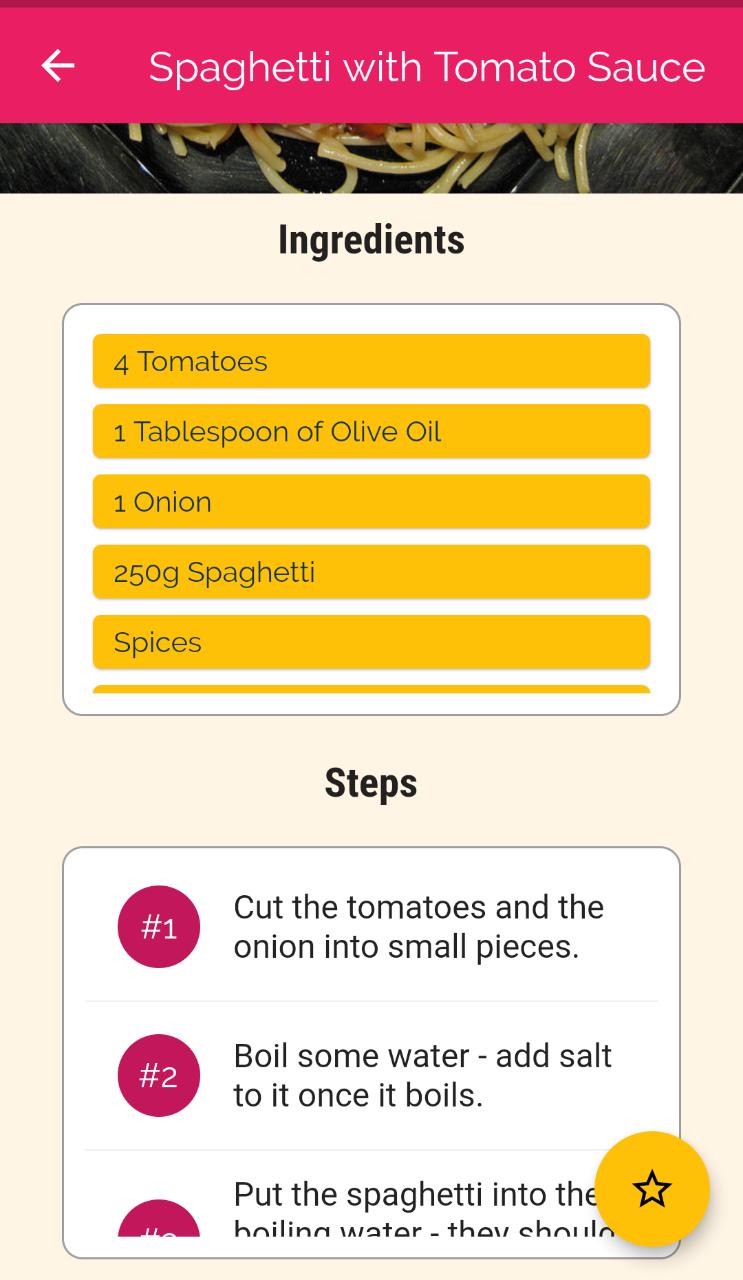 Spaghetti with Tomato Sauce
Ingredients
4 Tomatoes
1 Tablespoon of Olive Oil
1 Onion
250g Spaghetti
Spices
Steps
#1
Cut the tomatoes and the
onion into small pieces.
#2
Boil some water - add salt
to it once it boils.
Put the spaghetti into the
boiling water - they should